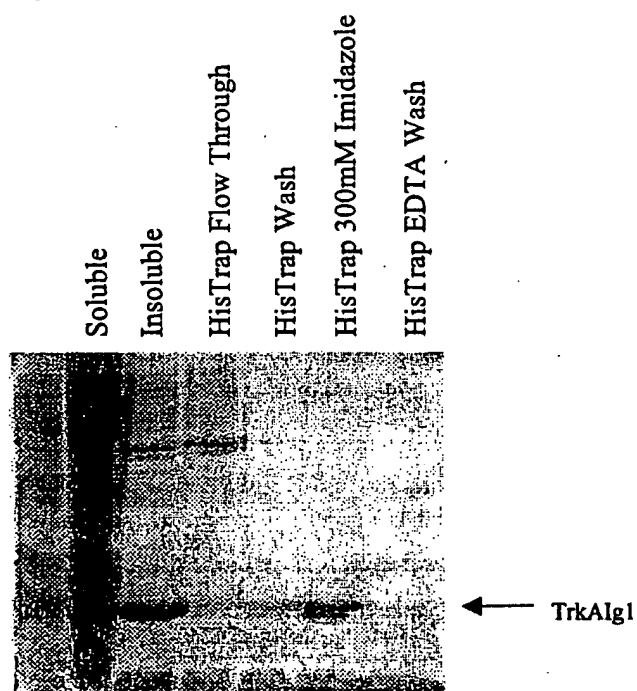 Soluble
Insoluble
HisTrap Flow Through
HisTrap Wash
HisTrap 300mM Imidazole
HisTrap EDTA Wash
TrkAIg1